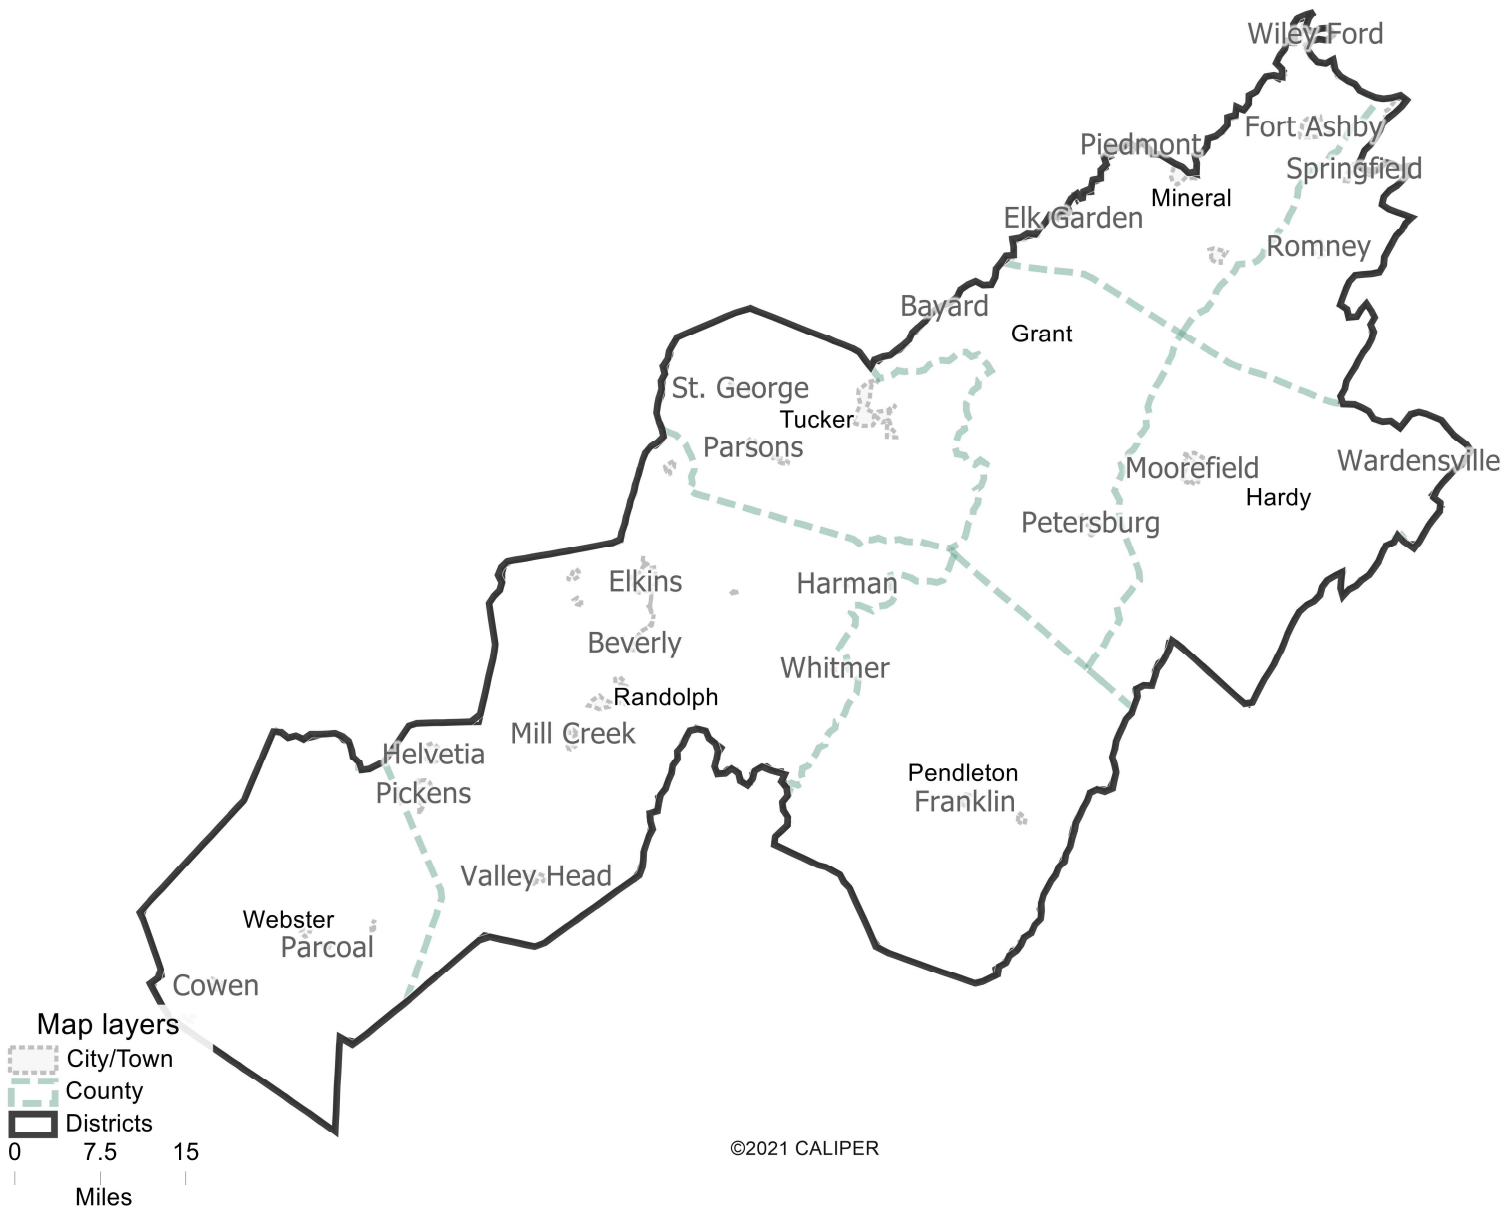 Wiley Ford
Fort Ashby
Piedmont
Springfield
Mineral
Elk Garden
Romney
Bayard
Grant
St. George
Tucker
Parsons
Moorefield
Wardensville
Hardy
Petersburg
Elkins
Harman
Beverly
Whitmer
Randolph
Mill Creek
Helvetia
Pendleton
Pickens
Franklin
Valley Head
Webster
Parcoal
Cowen
Map layers
City/Town
County
Districts
0 7.5 15
Miles
©2021 CALIPER